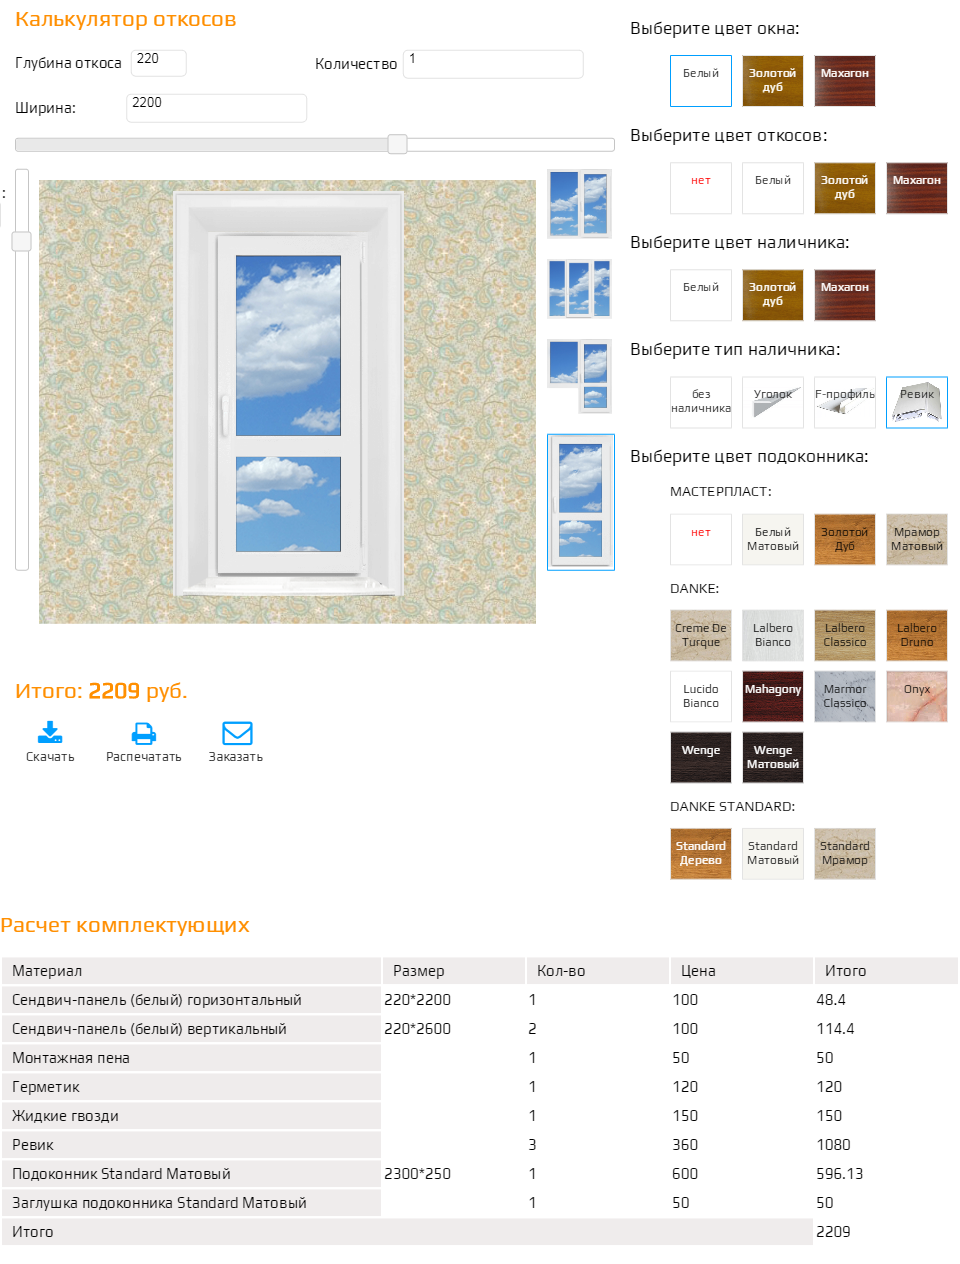 Калькулятор откосов
Глубина откоса 220
Количество 1
Ширина: 2200
:
Итого: 2209 руб.
Скачать Распечатать Заказать
Выберите цвет окна:
Белый Золотой дуб Махагон
Выберите цвет откосов:
нет Белый Золотой дуб Махагон
Выберите цвет наличника:
Белый Золотой дуб Махагон
Выберите тип наличника:
без наличника Уголок F-профиль Ревик
Выберите цвет подоконника:
МАСТЕРПЛАСТ:
нет Белый Матовый Золотой Дуб Мрамор Матовый
DANKE:
Creme De Turque Lalbero Bianco Lalbero Classico Lalbero Druno
Lucido Bianco Mahagony Marmor Classico Onyx
Wenge Wenge Матовый
DANKE STANDARD:
Standard Дерево Standard Матовый Standard Мрамор
Расчет комплектующих
Материал Размер Кол-во Цена Итого
Сендвич-панель (белый) горизонтальный 220*2200 1 100 48.4
Сендвич-панель (белый) вертикальный 220*2600 2 100 114.4
Монтажная пена 1 50 50
Герметик 1 120 120
Жидкие гвозди 1 150 150
Ревик 3 360 1080
Подоконник Standard Матовый 2300*250 1 600 596.13
Заглушка подоконника Standard Матовый 1 50 50
Итого 2209